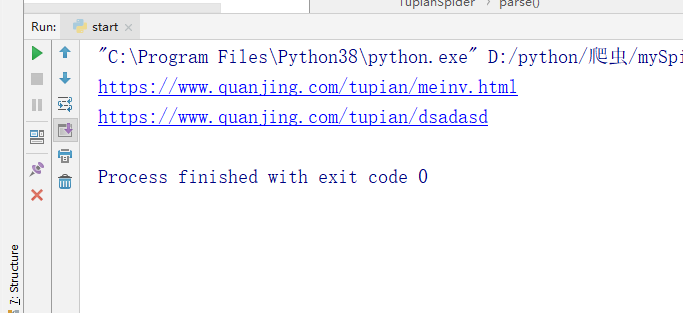 TupianSpider › parse()
Run: start
"C:\Program Files\Python38\python.exe" D:/python/爬虫/mySpi
https://www.quanjing.com/tupian/meinv.html
https://www.quanjing.com/tupian/dsadasd
Process finished with exit code 0
7: Structure